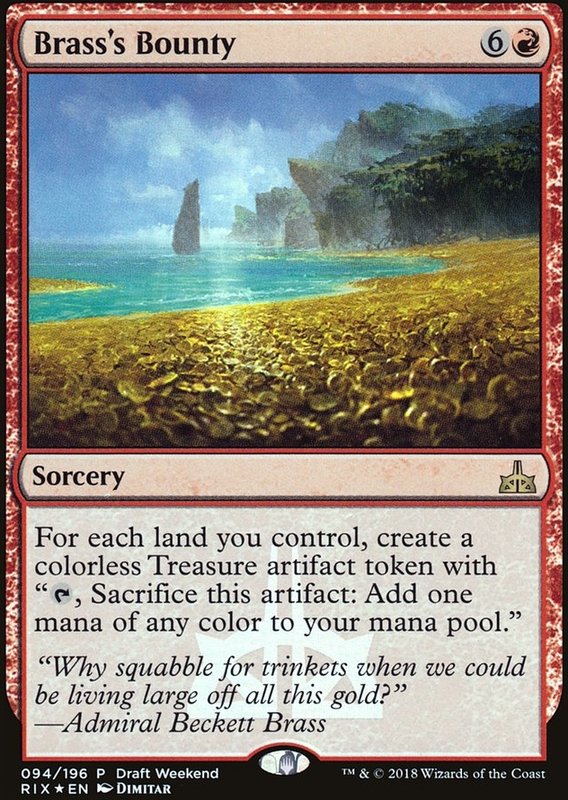 Brass's Bounty 6
Sorcery
For each land you control, create a
colorless Treasure artifact token with
“, Sacrifice this artifact: Add one
mana of any color to your mana pool.”
“Why squabble for trinkets when we could
be living large off all this gold?”
—Admiral Beckett Brass
094/196 P Draft Weekend
RIX★EN Dimitar
™ & © 2018 Wizards of the Coast